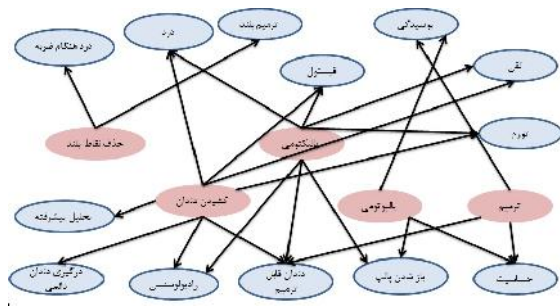 ترمیم بلند
درد
پوسیدگی
درد هنگام ضربه
فیستول
لقی
حذف نقاط بلند
پالپکتومی
تورم
کشیدن دندان
پالپوتومی
ترمیم
تحلیل پیشرفته
درگیری دندان دائمی
رادیولوسنسی
دندان قابل ترمیم
باز شدن پالپ
حساسیت